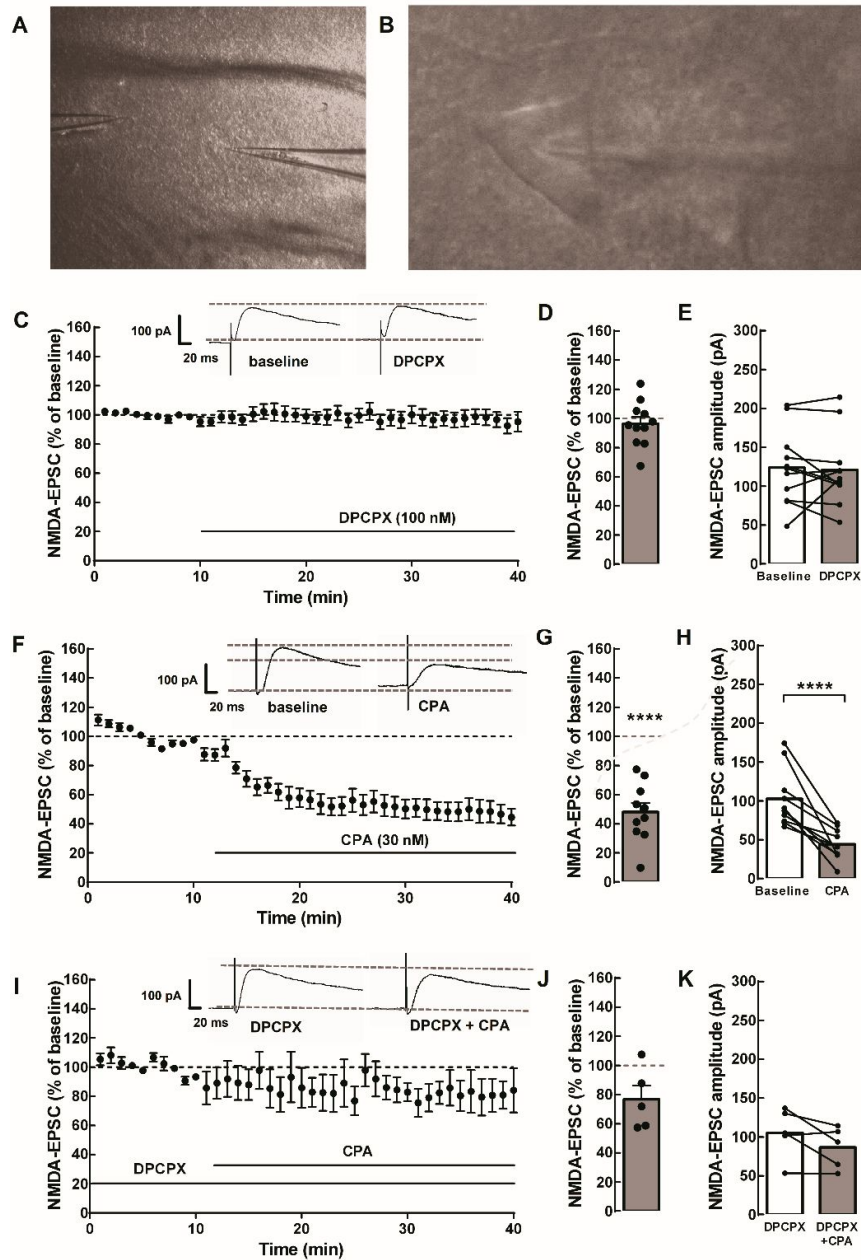 A
B
C
NMDA-EPSC (% of baseline)
160
140
120
100
80
60
40
20
0
100 pA
20 ms
baseline
DPCPX
DPCPX (100 nM)
0 10 20 30 40
Time (min)
D
NMDA-EPSC (% of baseline)
160
140
120
100
80
60
40
20
0
E
NMDA-EPSC amplitude (pA)
300
250
200
150
100
50
0
Baseline DPCPX
F
NMDA-EPSC (% of baseline)
160
140
120
100
80
60
40
20
0
100 pA
20 ms
baseline
CPA
CPA (30 nM)
0 10 20 30 40
Time (min)
G
NMDA-EPSC (% of baseline)
160
140
120
100
80
60
40
20
0
****
H
NMDA-EPSC amplitude (pA)
300
250
200
150
100
50
0
****
Baseline CPA
I
NMDA-EPSC (% of baseline)
160
140
120
100
80
60
40
20
0
100 pA
20 ms
DPCPX
DPCPX + CPA
CPA
DPCPX
0 10 20 30 40
Time (min)
J
NMDA-EPSC (% of baseline)
160
140
120
100
80
60
40
20
0
K
NMDA-EPSC amplitude (pA)
300
250
200
150
100
50
0
DPCPX DPCPX
+CPA